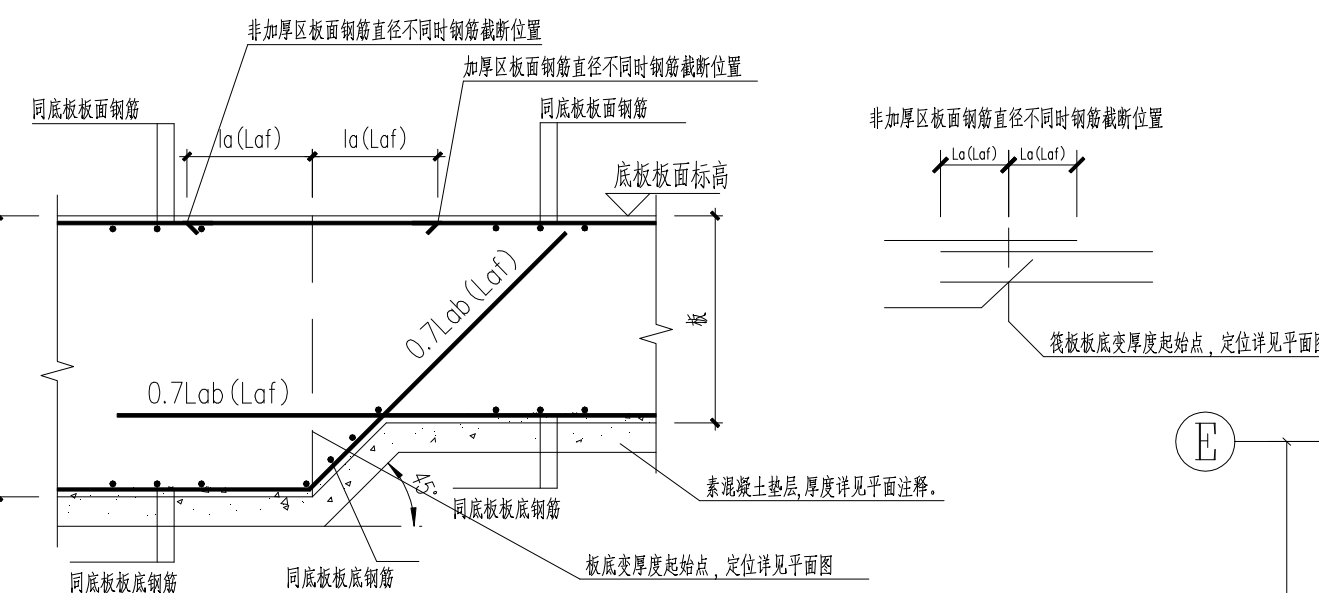 非加厚区板面钢筋直径不同时钢筋截断位置
加厚区板面钢筋直径不同时钢筋截断位置
同底板板面钢筋
同底板板面钢筋
非加厚区板面钢筋直径不同时钢筋截断位置
la(Laf)
la(Laf)
La(Laf)
La(Laf)
底板板面标高
0.7Lab(Laf)
板
筏板板底变厚度起始点，定位详见平面图
0.7Lab(Laf)
E
45°
素混凝土垫层,厚度详见平面注释。
同底板板底钢筋
板底变厚度起始点，定位详见平面图
同底板板底钢筋
同底板板底钢筋